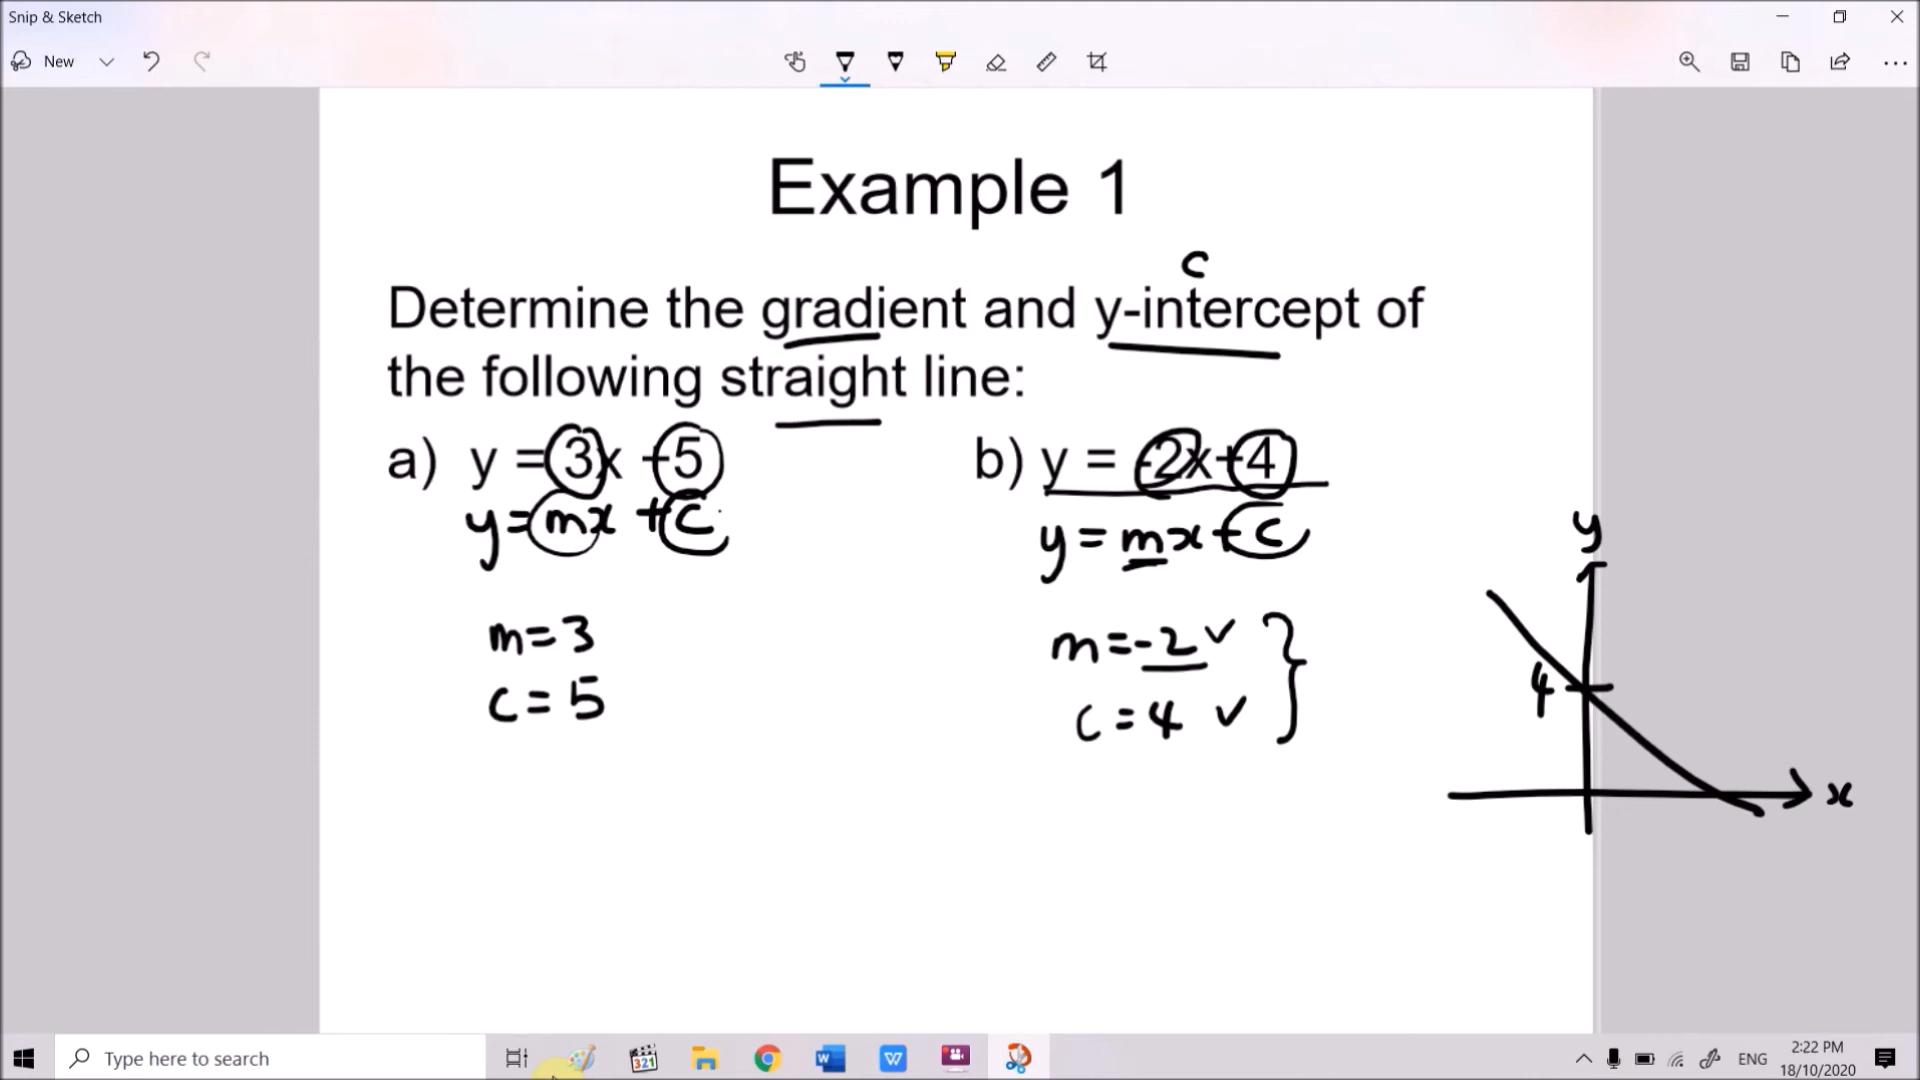 Snip & Sketch
New
Example 1
c
Determine the gradient and y-intercept of
the following straight line:
a) y = 3x +5
b) y = -2x+4
y = mx + c
y = mx + c
m = 3
c = 5
m = -2 ✓
c = 4 ✓
y
4
x
Type here to search
321
W
W
ENG
2:22 PM
18/10/2020